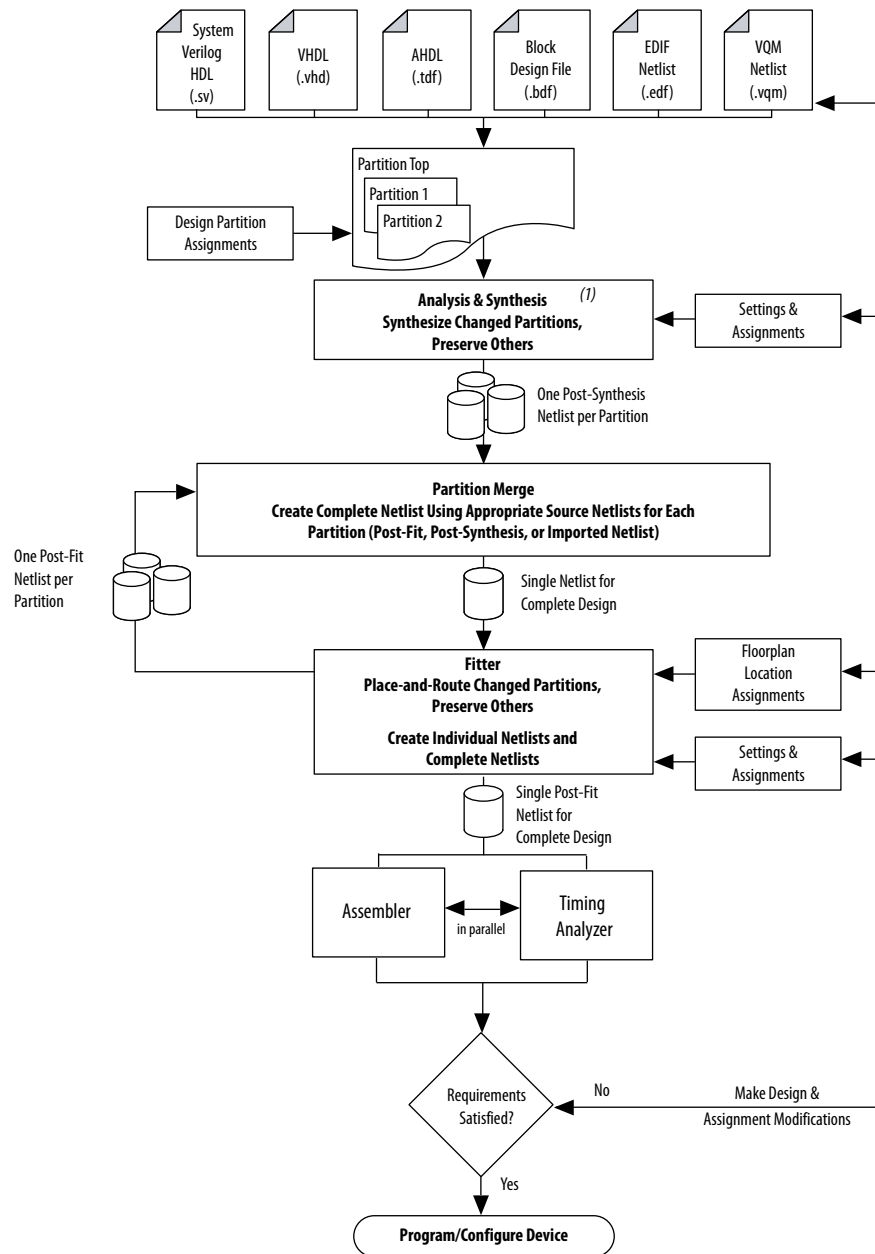 System
Verilog
HDL
(.sv)
VHDL
(.vhd)
AHDL
(.tdf)
Block
Design File
(.bdf)
EDIF
Netlist
(.edf)
VQM
Netlist
(.vqm)
Partition Top
Partition 1
Partition 2
Design Partition
Assignments
Analysis & Synthesis (1)
Synthesize Changed Partitions,
Preserve Others
Settings &
Assignments
One Post-Synthesis
Netlist per Partition
Partition Merge
Create Complete Netlist Using Appropriate Source Netlists for Each
Partition (Post-Fit, Post-Synthesis, or Imported Netlist)
One Post-Fit
Netlist per
Partition
Single Netlist for
Complete Design
Fitter
Place-and-Route Changed Partitions,
Preserve Others
Create Individual Netlists and
Complete Netlists
Floorplan
Location
Assignments
Settings &
Assignments
Single Post-Fit
Netlist for
Complete Design
Assembler
in parallel
Timing
Analyzer
Requirements
Satisfied?
No
Make Design &
Assignment Modifications
Yes
Program/Configure Device